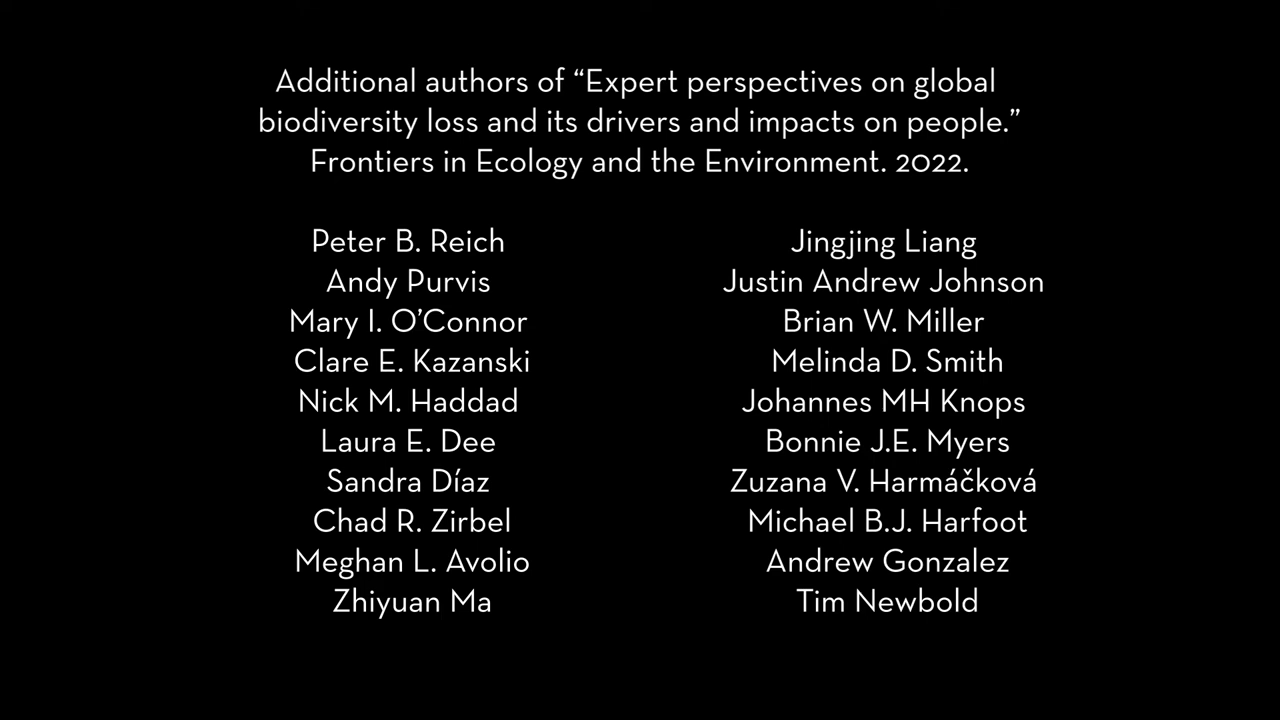 Additional authors of “Expert perspectives on global
biodiversity loss and its drivers and impacts on people.”
Frontiers in Ecology and the Environment. 2022.
Peter B. Reich
Andy Purvis
Mary I. O’Connor
Clare E. Kazanski
Nick M. Haddad
Laura E. Dee
Sandra Díaz
Chad R. Zirbel
Meghan L. Avolio
Zhiyuan Ma
Jingjing Liang
Justin Andrew Johnson
Brian W. Miller
Melinda D. Smith
Johannes MH Knops
Bonnie J.E. Myers
Zuzana V. Harmáčková
Michael B.J. Harfoot
Andrew Gonzalez
Tim Newbold